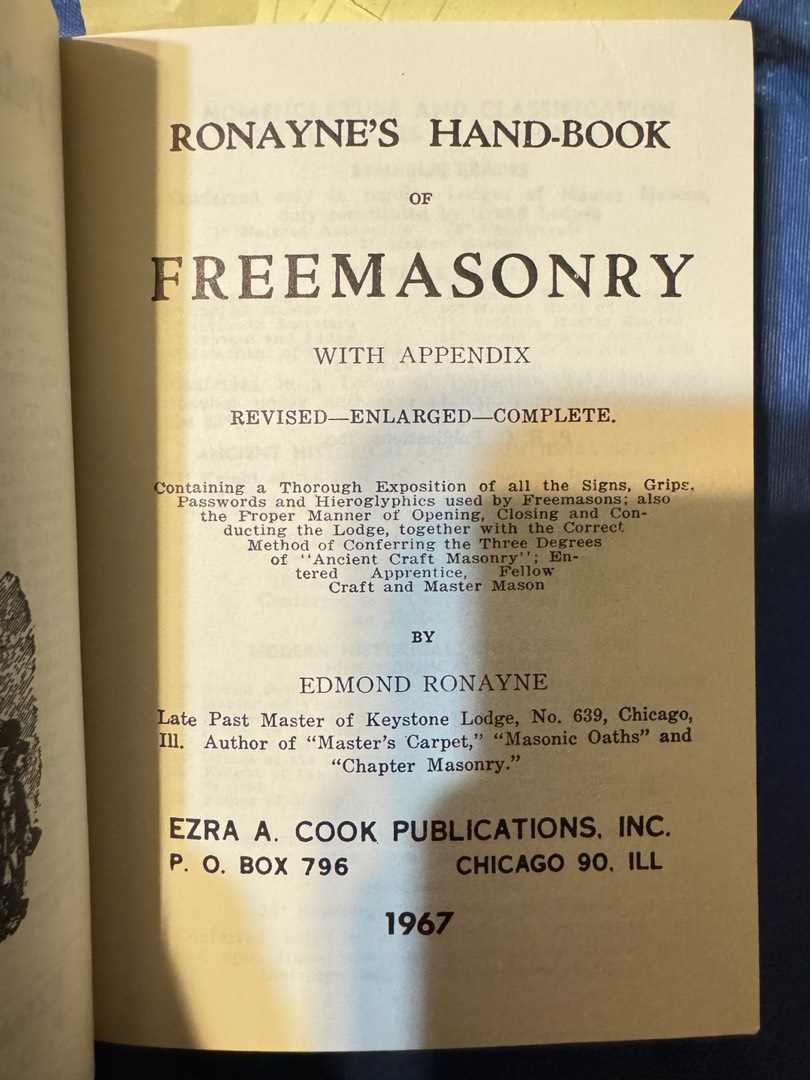 RONAYNE'S HAND-BOOK
OF
FREEMASONRY
WITH APPENDIX
REVISED—ENLARGED—COMPLETE.
Containing a Thorough Exposition of all the Signs, Grips,
Passwords and Hieroglyphics used by Freemasons; also
the Proper Manner of Opening, Closing and Con-
ducting the Lodge, together with the Correct
Method of Conferring the Three Degrees
of "Ancient Craft Masonry"; En-
tered Apprentice, Fellow
Craft and Master Mason
BY
EDMOND RONAYNE
Late Past Master of Keystone Lodge, No. 639, Chicago,
Ill. Author of "Master's Carpet," "Masonic Oaths" and
"Chapter Masonry."
EZRA A. COOK PUBLICATIONS, INC.
P. O. BOX 796 CHICAGO 90, ILL
1967